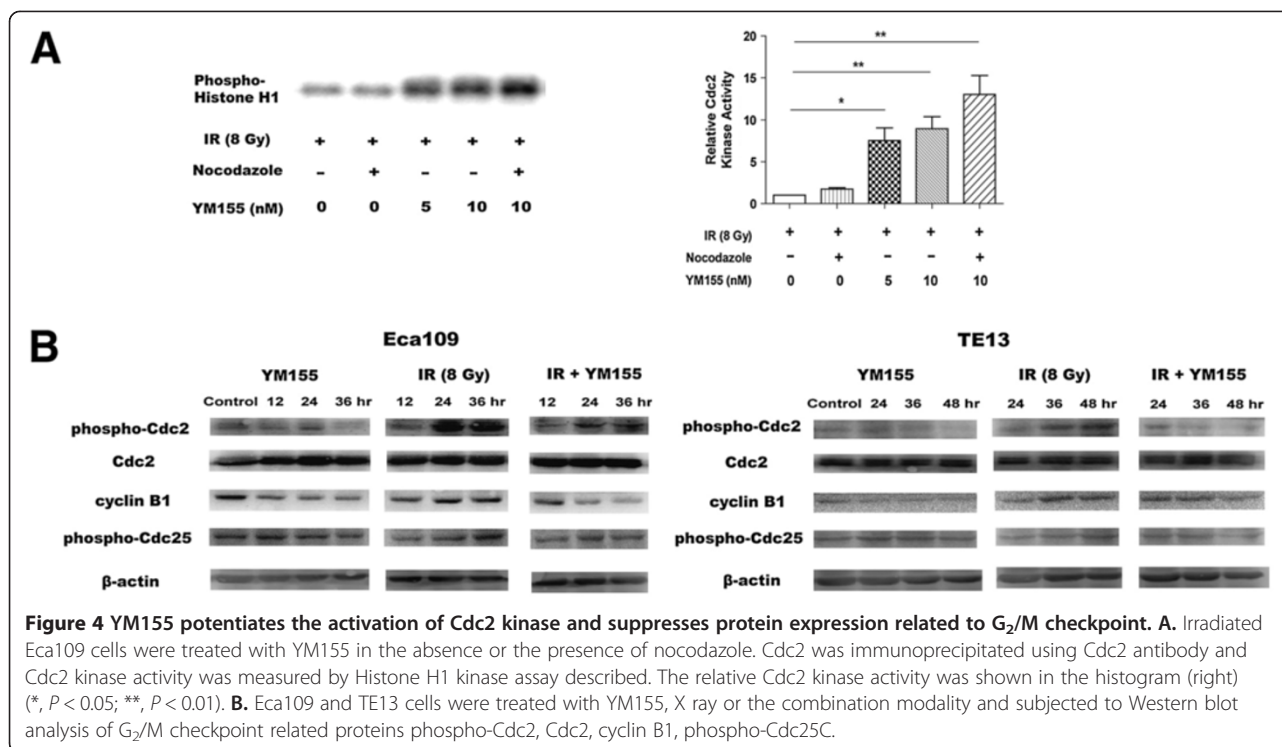 A
Phospho-
Histone H1
IR (8 Gy) + + + + +
Nocodazole – + – – +
YM155 (nM) 0 0 5 10 10
Relative Cdc2
Kinase Activity
20
15
10
5
0
*
**
**
IR (8 Gy) + + + + +
Nocodazole – + – – +
YM155 (nM) 0 0 5 10 10
B
Eca109
YM155 IR (8 Gy) IR + YM155
Control 12 24 36 hr 12 24 36 hr 12 24 36 hr
phospho-Cdc2
Cdc2
cyclin B1
phospho-Cdc25
β-actin
TE13
YM155 IR (8 Gy) IR + YM155
Control 24 36 48 hr 24 36 48 hr 24 36 48 hr
phospho-Cdc2
Cdc2
cyclin B1
phospho-Cdc25
β-actin
Figure 4 YM155 potentiates the activation of Cdc2 kinase and suppresses protein expression related to G₂/M checkpoint. A. Irradiated
Eca109 cells were treated with YM155 in the absence or the presence of nocodazole. Cdc2 was immunoprecipitated using Cdc2 antibody and
Cdc2 kinase activity was measured by Histone H1 kinase assay described. The relative Cdc2 kinase activity was shown in the histogram (right)
(*, P < 0.05; **, P < 0.01). B. Eca109 and TE13 cells were treated with YM155, X ray or the combination modality and subjected to Western blot
analysis of G₂/M checkpoint related proteins phospho-Cdc2, Cdc2, cyclin B1, phospho-Cdc25C.